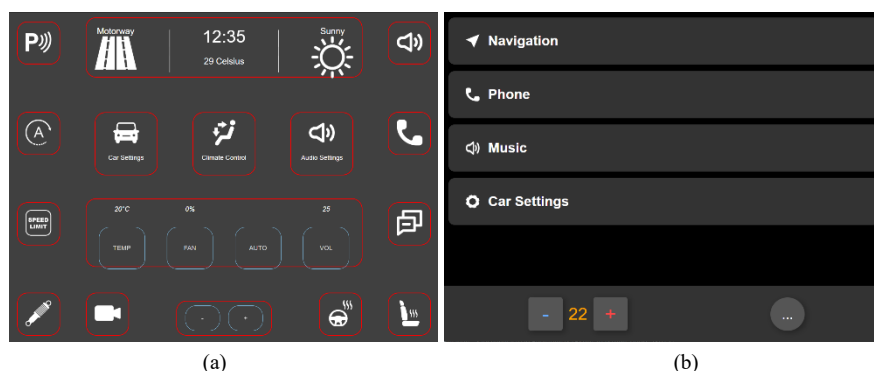 P
Motorway
12:35
29 Celsius
Sunny
A
Car Settings
Climate Control
Audio Settings
SPEED
LIMIT
20°C
0%
25
TEMP
FAN
AUTO
VOL
- +
(a)
Navigation
Phone
Music
Car Settings
- 22 +
...
(b)